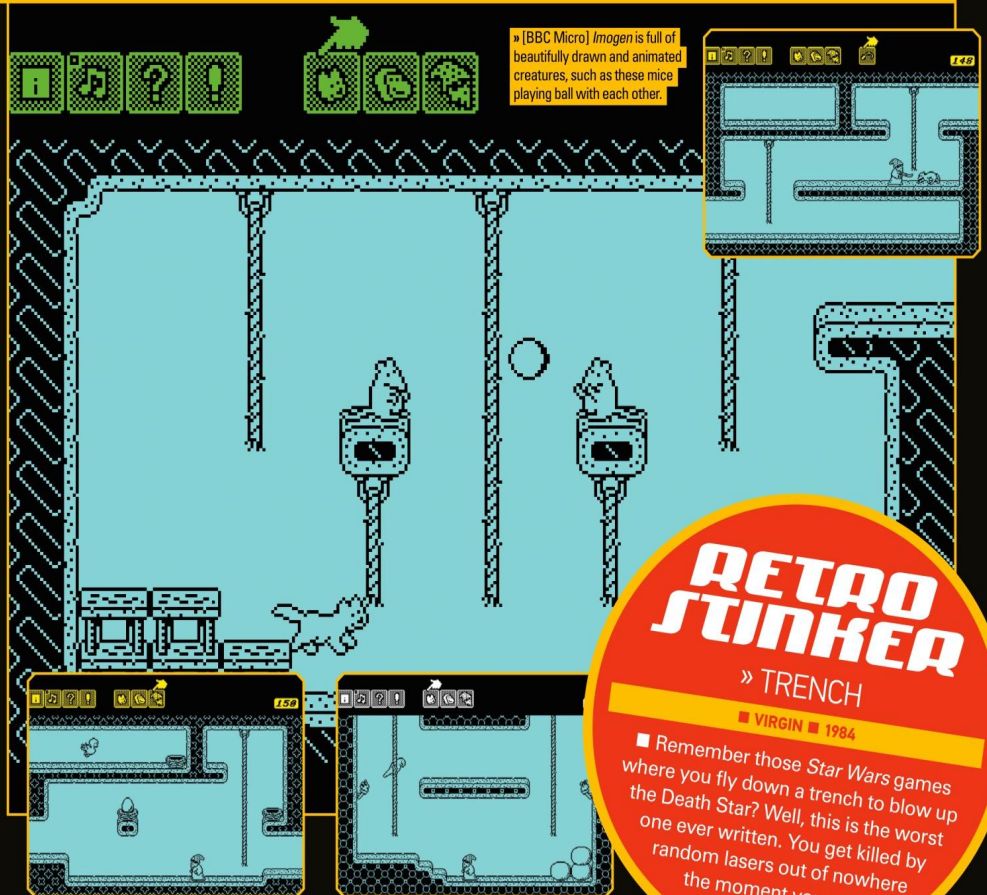 » [BBC Micro] Imogen is full of
beautifully drawn and animated
creatures, such as these mice
playing ball with each other.
i ? !
i ? !
148
RETRO
STINKER
» TRENCH
■ VIRGIN ■ 1984
■ Remember those Star Wars games
where you fly down a trench to blow up
the Death Star? Well, this is the worst
one ever written. You get killed by
random lasers out of nowhere
the moment
i ? !
150
i ? !